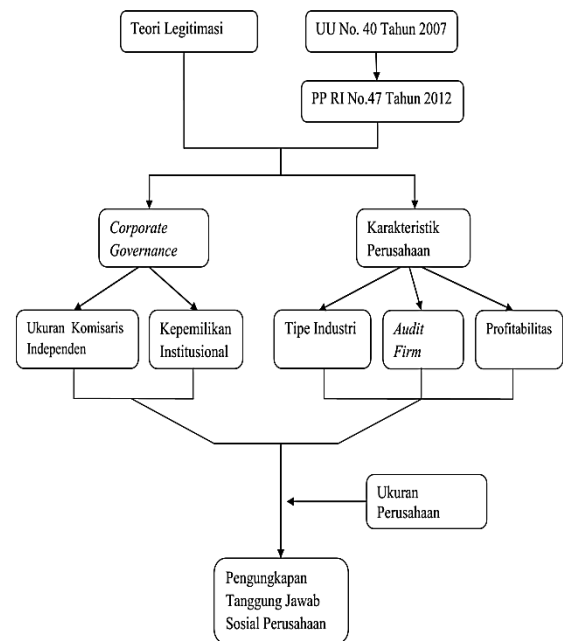 Teori Legitimasi
UU No. 40 Tahun 2007
PP RI No.47 Tahun 2012
Corporate
Governance
Karakteristik
Perusahaan
Ukuran Komisaris
Independen
Kepemilikan
Institusional
Tipe Industri
Audit
Firm
Profitabilitas
Ukuran
Perusahaan
Pengungkapan
Tanggung Jawab
Sosial Perusahaan